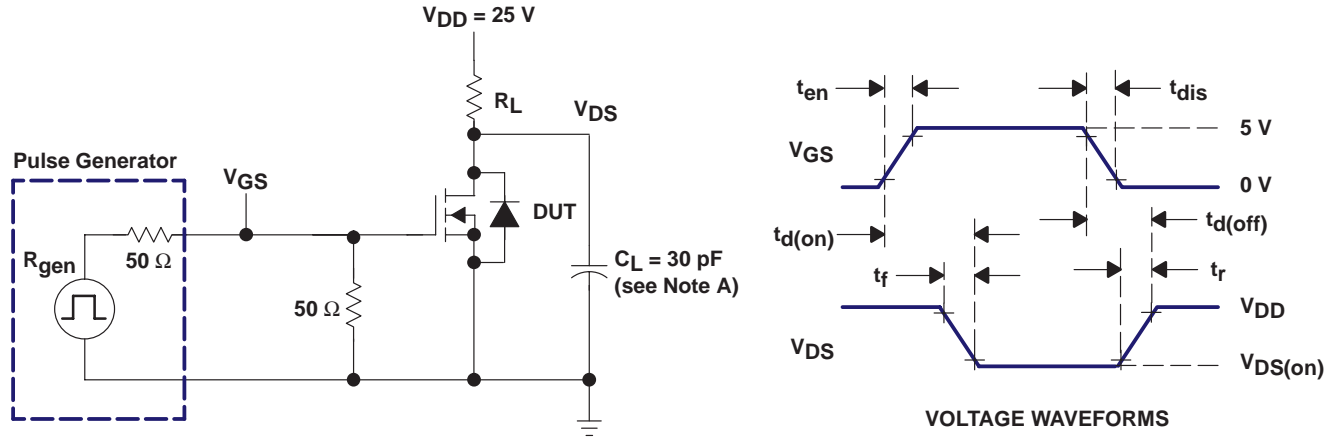 VDD = 25 V
RL
VDS
Pulse Generator
VGS
Rgen
50 Ω
50 Ω
DUT
CL = 30 pF
(see Note A)
ten
tdis
VGS
5 V
0 V
td(on)
td(off)
tf
tr
VDS
VDD
VDS(on)
VOLTAGE WAVEFORMS